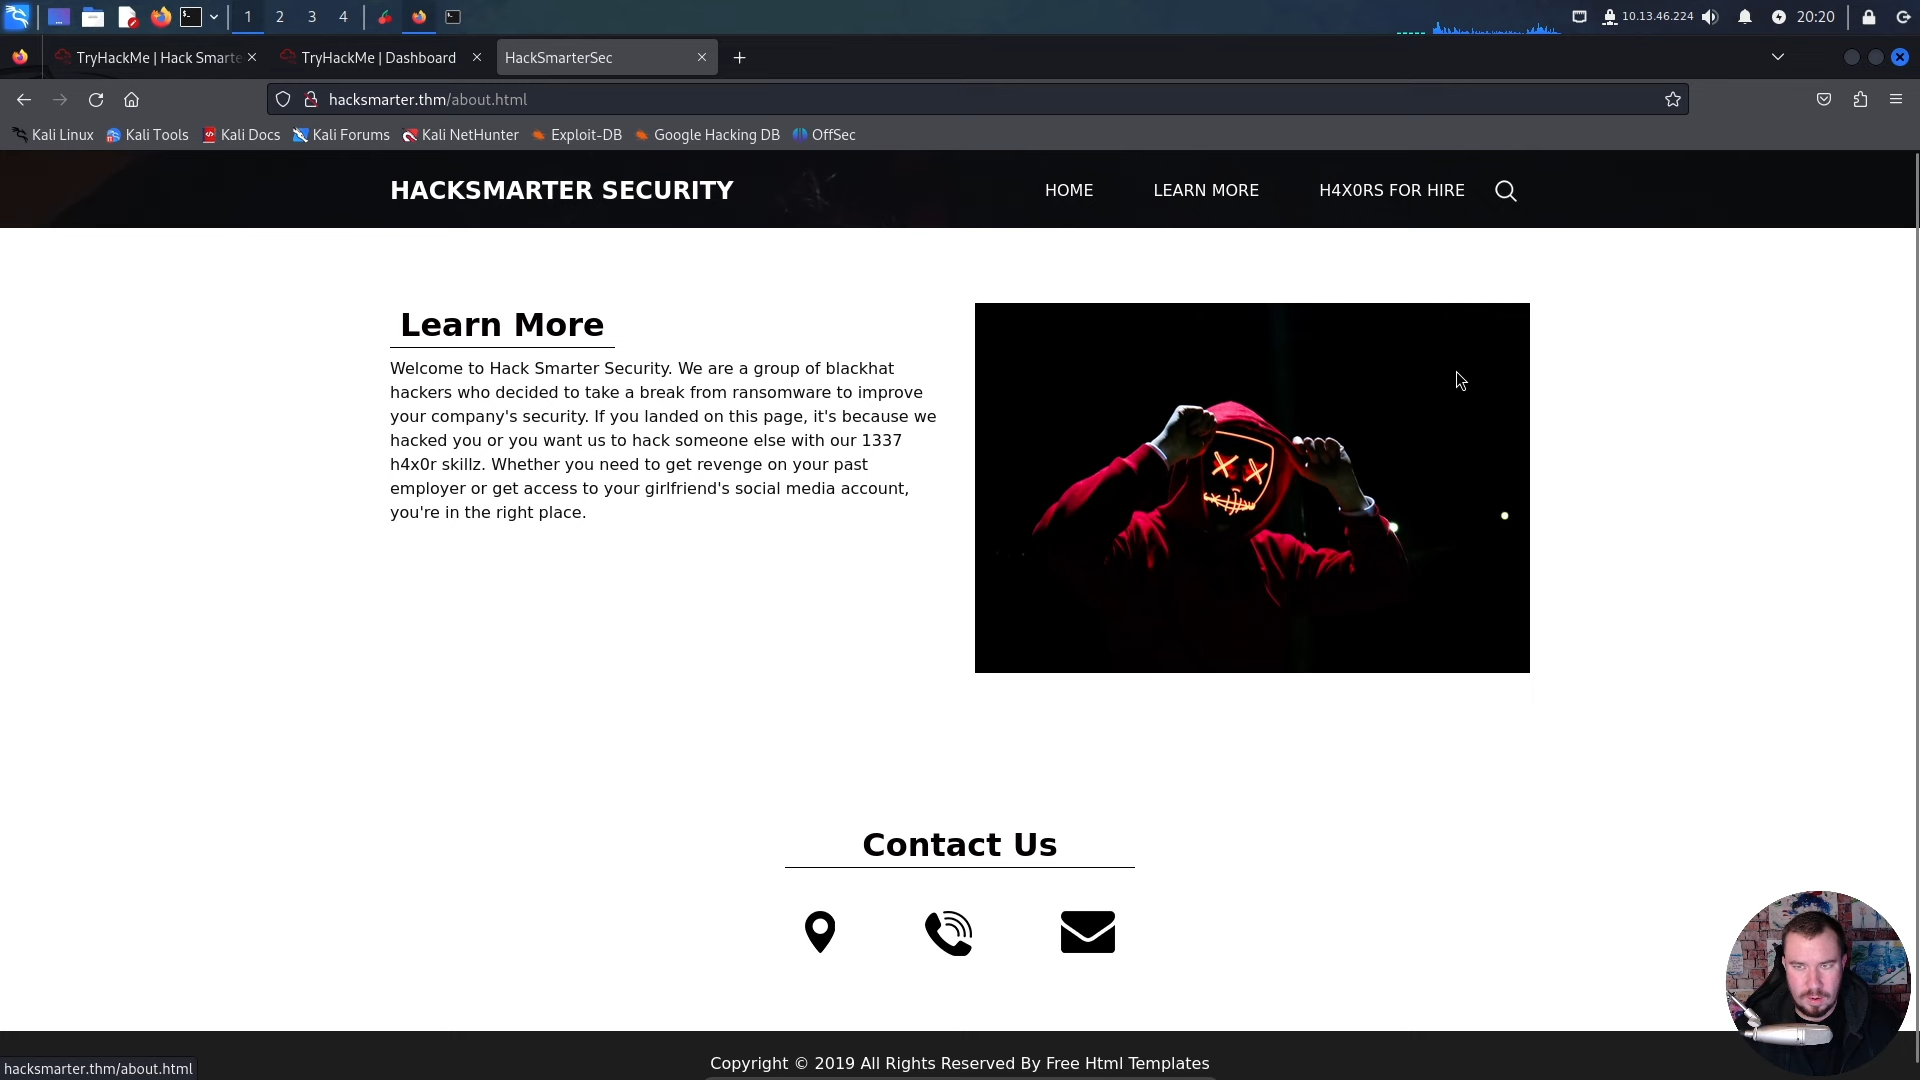 1 2 3 4 10.13.46.224 20:20
TryHackMe | Hack Smarte TryHackMe | Dashboard HackSmarterSec
hacksmarter.thm/about.html
Kali Linux Kali Tools Kali Docs Kali Forums Kali NetHunter Exploit-DB Google Hacking DB OffSec
HACKSMARTER SECURITY HOME LEARN MORE H4X0RS FOR HIRE
Learn More
Welcome to Hack Smarter Security. We are a group of blackhat
hackers who decided to take a break from ransomware to improve
your company's security. If you landed on this page, it's because we
hacked you or you want us to hack someone else with our 1337
h4x0r skillz. Whether you need to get revenge on your past
employer or get access to your girlfriend's social media account,
you're in the right place.
Contact Us
Copyright © 2019 All Rights Reserved By Free Html Templates
hacksmarter.thm/about.html